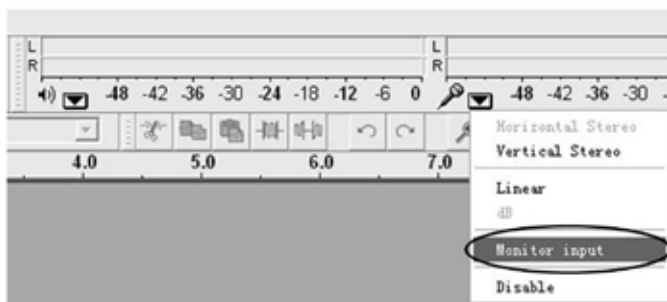 L
R
L
R
-48 -42 -36 -30 -24 -18 -12 -6 0
-48 -42 -36 -30 -
Horizontal Stereo
Vertical Stereo
4.0 5.0 6.0 7.0
Linear
dB
Monitor input
Disable